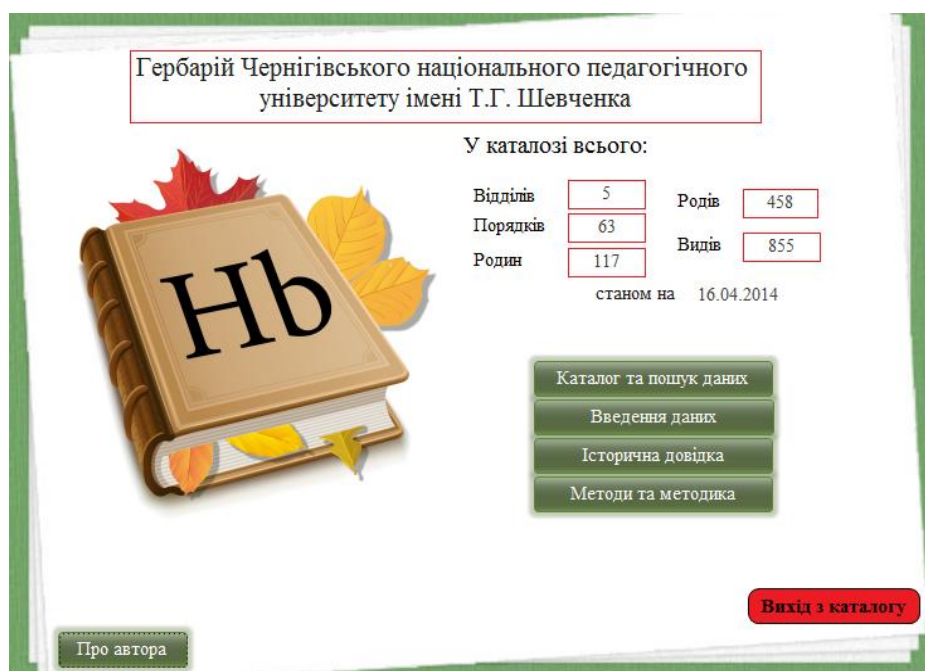 Гербарій Чернігівського національного педагогічного
університету імені Т.Г. Шевченка
У каталозі всього:
Відділів 5
Порядків 63
Родин 117
Родів 458
Видів 855
станом на 16.04.2014
Hb
Каталог та пошук даних
Введення даних
Історична довідка
Методи та методика
Вихід з каталогу
Про автора